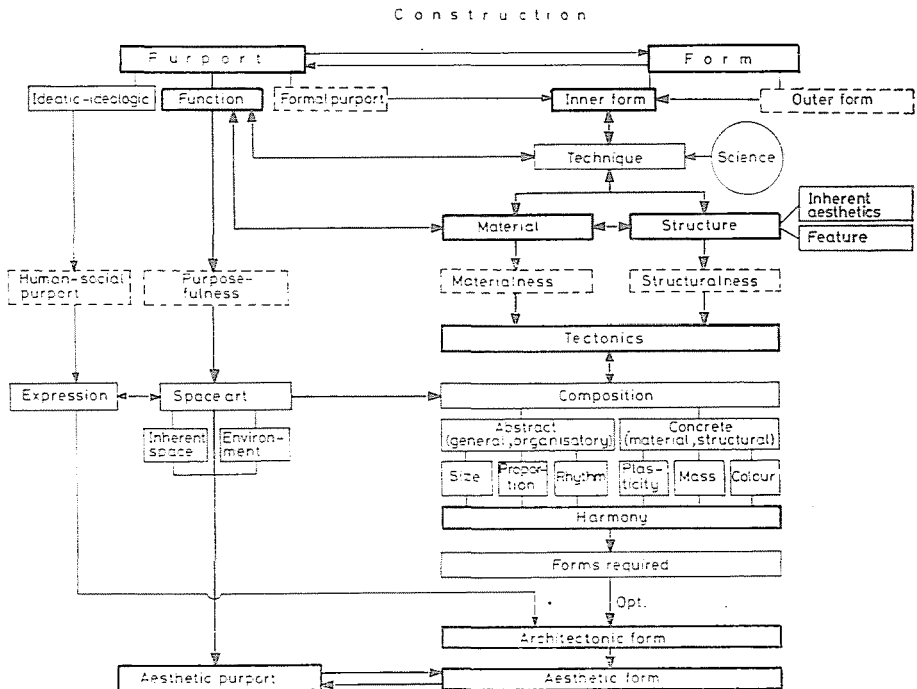 Construction
Purport
Form
Ideatic-ideologic
Function
Formal purport
Inner form
Outer form
Technique
Science
Material
Structure
Inherent
aesthetics
Feature
Human-social
purport
Purpose-
fulness
Materialness
Structuralness
Tectonics
Expression
Space art
Composition
Inherent
space
Environ-
ment
Abstract
(general, organisatory)
Concrete
(material, structural)
Size
Propor-
tion
Rhythm
Plas-
ticity
Mass
Colour
Harmony
Forms required
Opt.
Architectonic form
Aesthetic purport
Aesthetic form